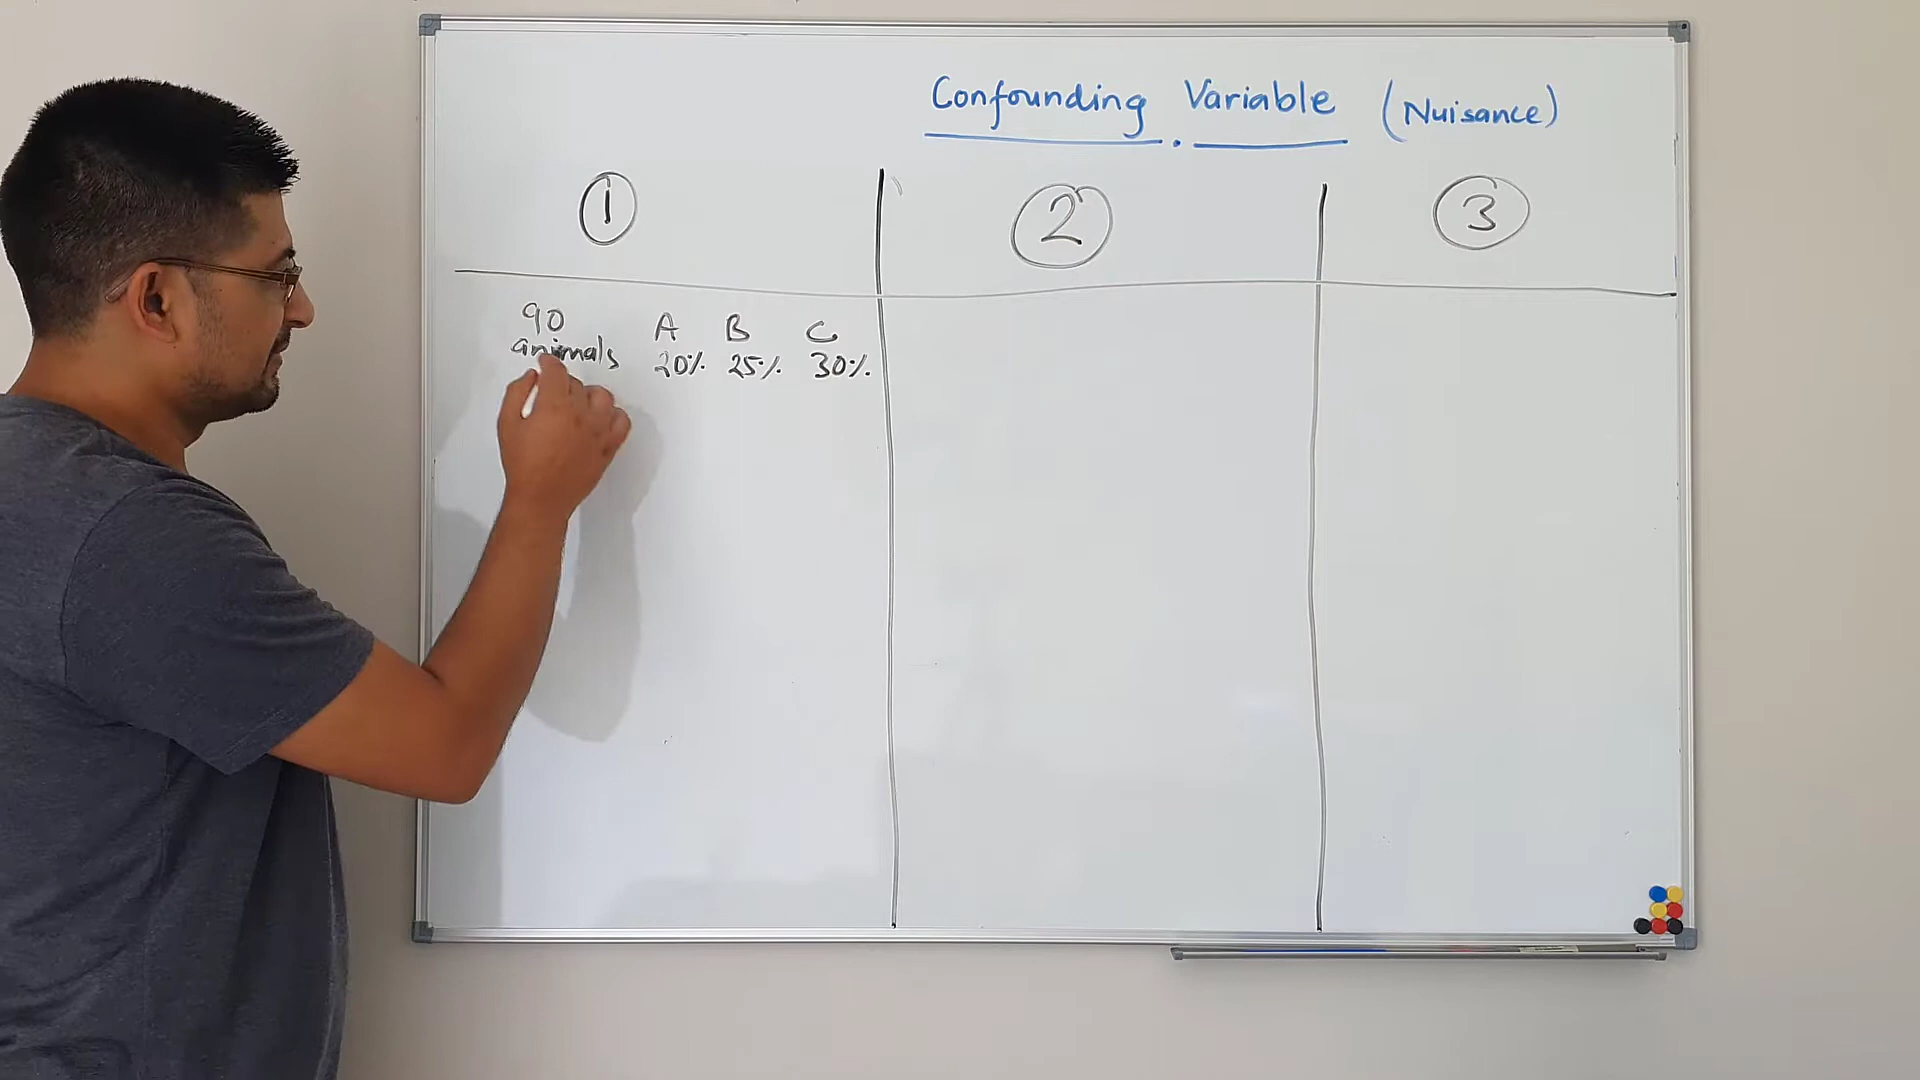 Confounding Variable (Nuisance)
1 2 3
90 A B C
animals 20% 25% 30%